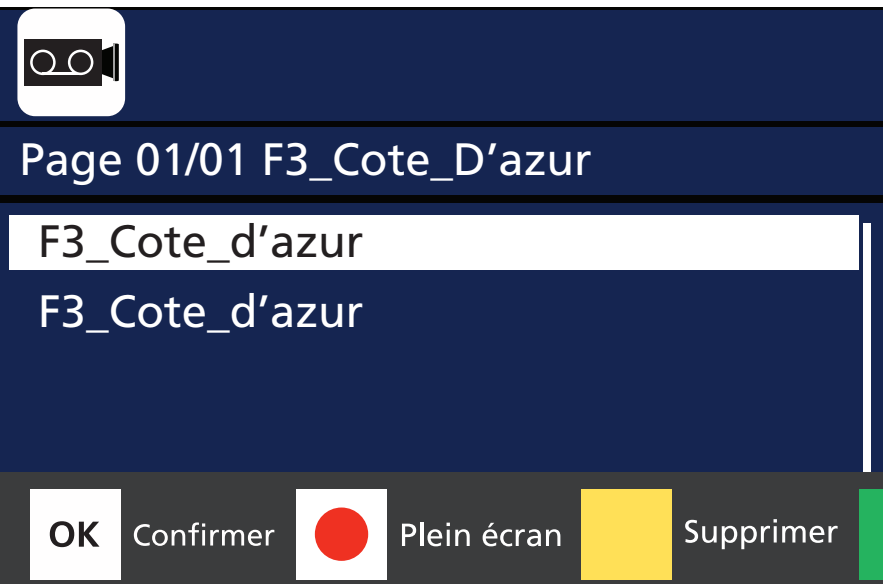 Page 01/01 F3_Cote_D’azur
F3_Cote_d’azur
F3_Cote_d’azur
OK Confirmer Plein écran Supprimer